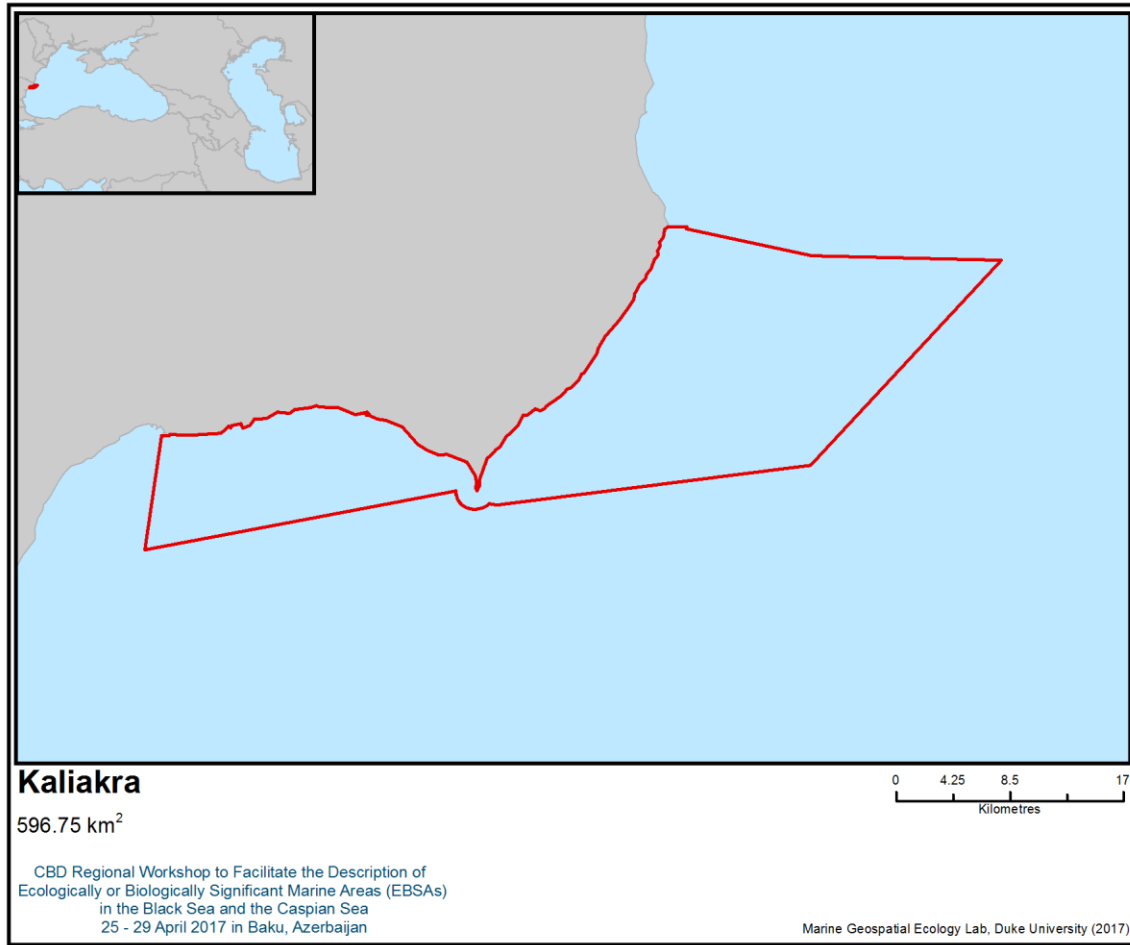 Kaliakra
596.75 km²
0 4.25 8.5 17
Kilometres
CBD Regional Workshop to Facilitate the Description of
Ecologically or Biologically Significant Marine Areas (EBSAs)
in the Black Sea and the Caspian Sea
25 - 29 April 2017 in Baku, Azerbaijan
Marine Geospatial Ecology Lab, Duke University (2017)